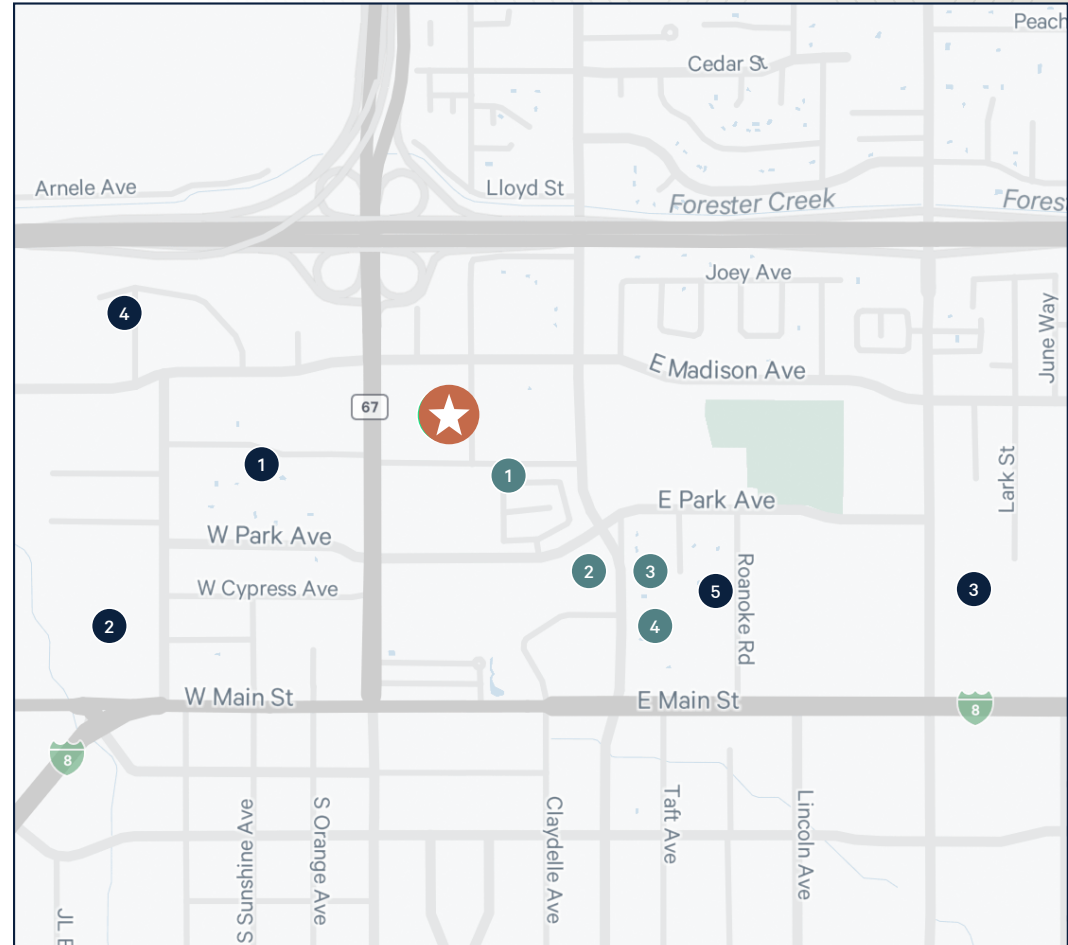 Peach
Cedar St
Arnele Ave
Lloyd St
Forester Creek
Fores
Joey Ave
June Way
4
E Madison Ave
67
1
1
Lark St
E Park Ave
W Park Ave
2
3
Roanoke Rd
5
3
W Cypress Ave
2
4
W Main St
E Main St
8
8
S Sunshine Ave
S Orange Ave
Claydelle Ave
Taft Ave
Lincoln Ave
JL E